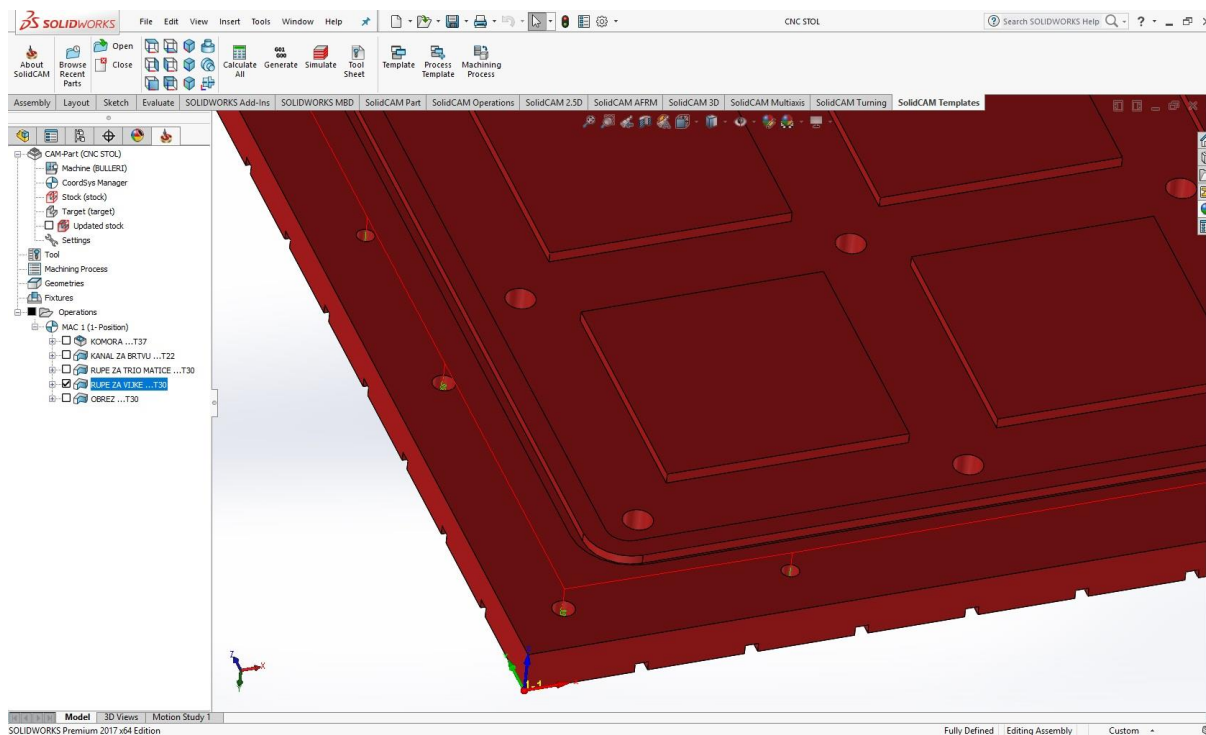 SOLIDWORKS File Edit View Insert Tools Window Help CNC STOL Search SOLIDWORKS Help
About SolidCAM
Browse Recent Parts
Open
Close
Calculate All
G01 G00 Generate
Simulate
Tool Sheet
Template
Process Template
Machining Process
Assembly Layout Sketch Evaluate SOLIDWORKS Add-Ins SOLIDWORKS MBD SolidCAM Part SolidCAM Operations SolidCAM 2.5D SolidCAM AFRM SolidCAM 3D SolidCAM Multiaxis SolidCAM Turning SolidCAM Templates
CAM-Part (CNC STOL)
Machine (BULLERI)
CoordSys Manager
Stock (stock)
Target (target)
Updated stock
Settings
Tool
Machining Process
Geometries
Fixtures
Operations
MAC 1 (1- Position)
KOMORA ...T37
KANAL ZA BRTVU ...T22
RUPE ZA TRIO MATICE ...T30
RUPE ZA VIJKE ...T30
OBREZ ...T30
Z X Y
Model 3D Views Motion Study 1
SOLIDWORKS Premium 2017 x64 Edition Fully Defined Editing Assembly Custom